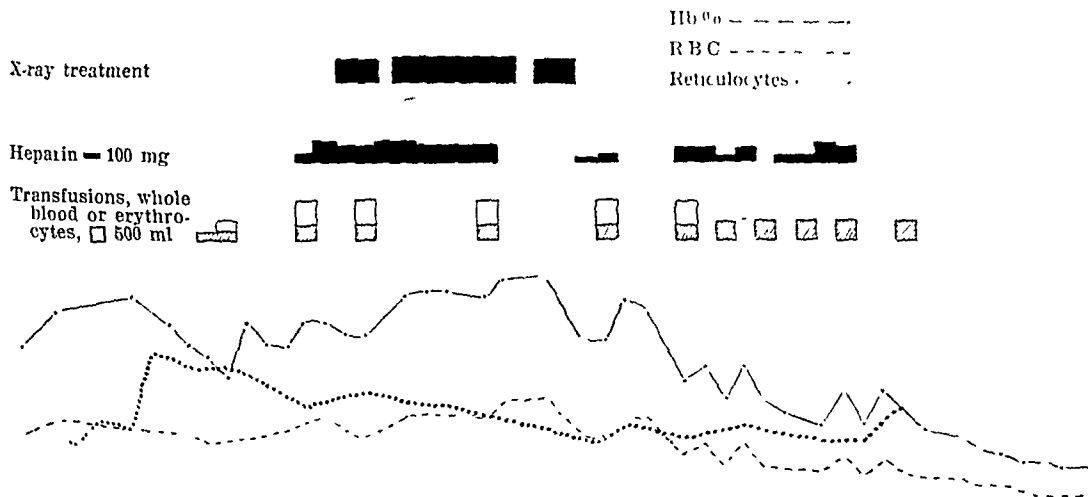 Hb%
RBC
Reticulocytes
X-ray treatment
Heparin 100 mg
Transfusions, whole
blood or erythro-
cytes, 500 ml